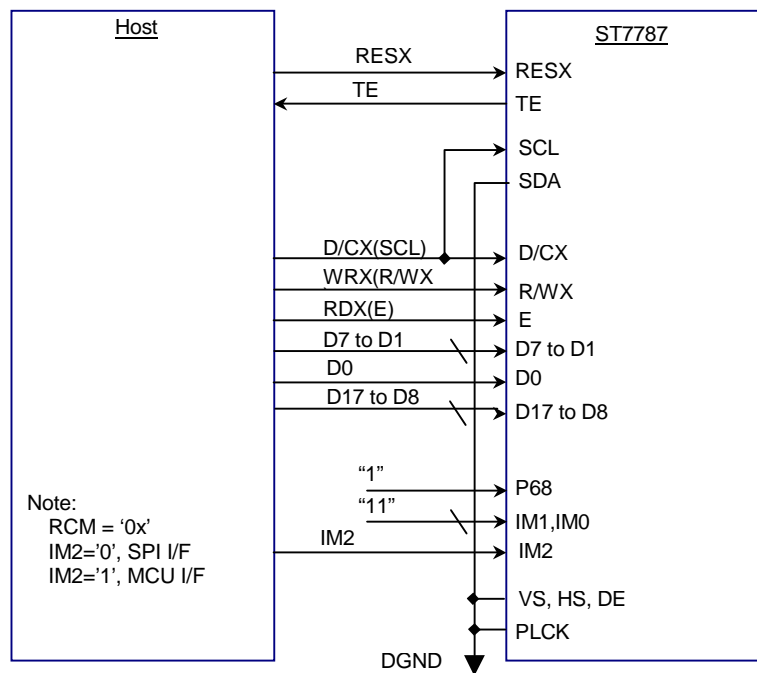 Host
ST7787
RESX
RESX
TE
TE
SCL
SDA
D/CX(SCL)
D/CX
WRX(R/WX
R/WX
RDX(E)
E
D7 to D1
D7 to D1
D0
D0
D17 to D8
D17 to D8
“1”
P68
“11”
IM1,IM0
IM2
IM2
Note:
RCM = ‘0x’
IM2='0', SPI I/F
IM2='1', MCU I/F
VS, HS, DE
PLCK
DGND